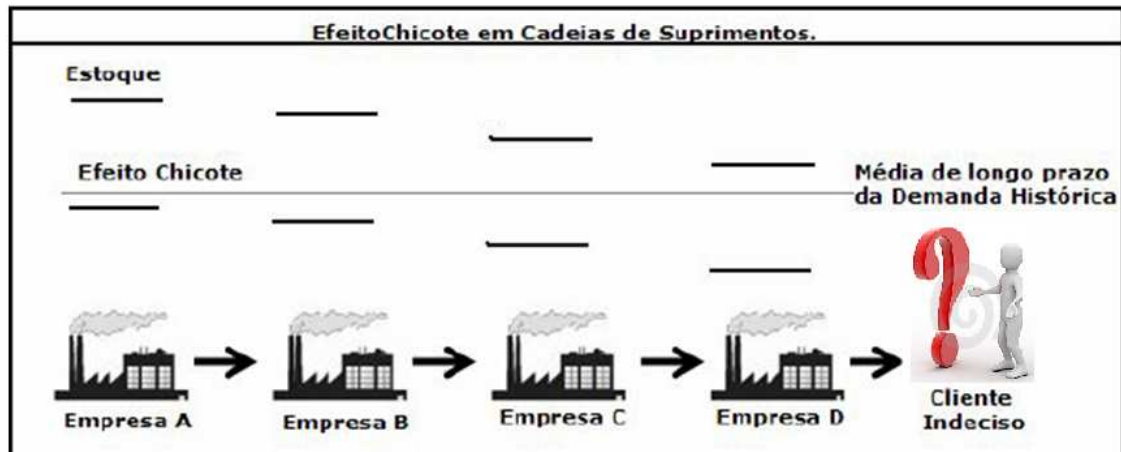 EfeitoChicote em Cadeias de Suprimentos.
Estoque
Efeito Chicote
Média de longo prazo
da Demanda Histórica
Empresa A
Empresa B
Empresa C
Empresa D
Cliente
Indeciso